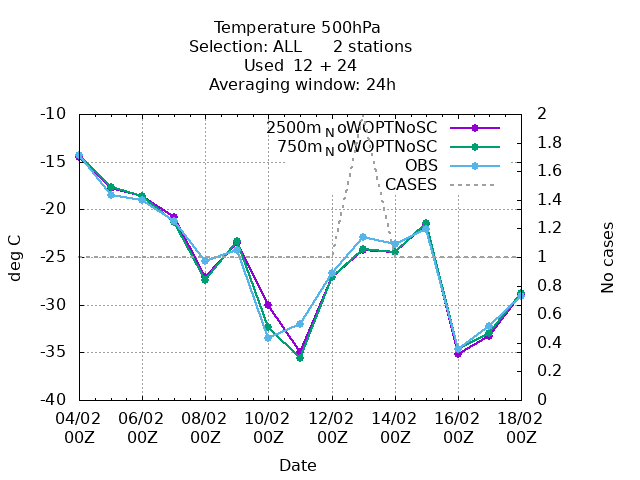 Temperature 500hPa
Selection: ALL 2 stations
Used 12 + 24
Averaging window: 24h
2500m NoWOPTNoSC
750m NoWOPTNoSC
OBS
CASES
-10
-15
-20
-25
-30
-35
-40
2
1.8
1.6
1.4
1.2
1
0.8
0.6
0.4
0.2
0
deg C
No cases
04/02 06/02 08/02 10/02 12/02 14/02 16/02 18/02
00Z 00Z 00Z 00Z 00Z 00Z 00Z 00Z
Date